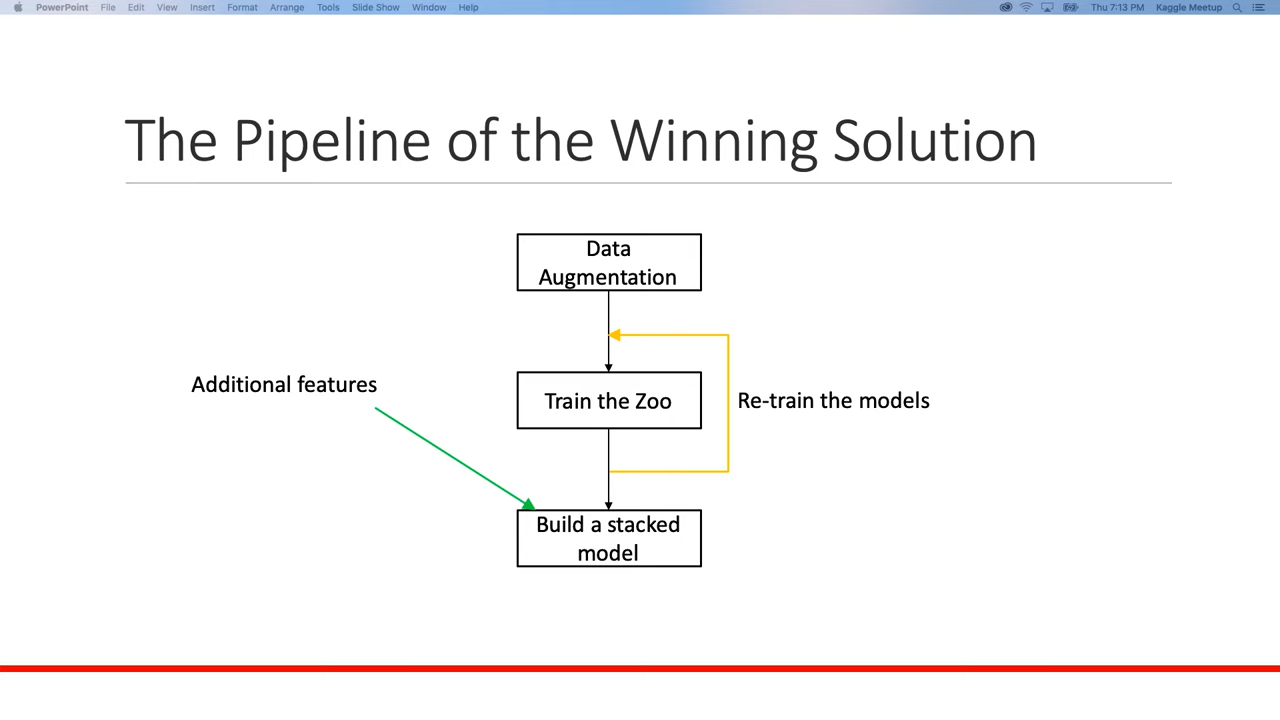 PowerPoint File Edit View Insert Format Arrange Tools Slide Show Window Help Thu 7:13 PM Kaggle Meetup
The Pipeline of the Winning Solution
Data
Augmentation
Additional features
Train the Zoo
Re-train the models
Build a stacked
model